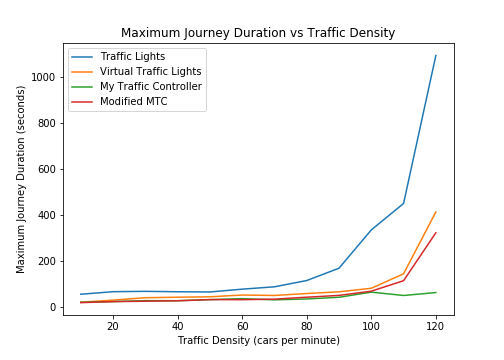 Maximum Journey Duration vs Traffic Density
Traffic Lights
Virtual Traffic Lights
My Traffic Controller
Modified MTC
Maximum Journey Duration (seconds)
1000
800
600
400
200
0
20 40 60 80 100 120
Traffic Density (cars per minute)